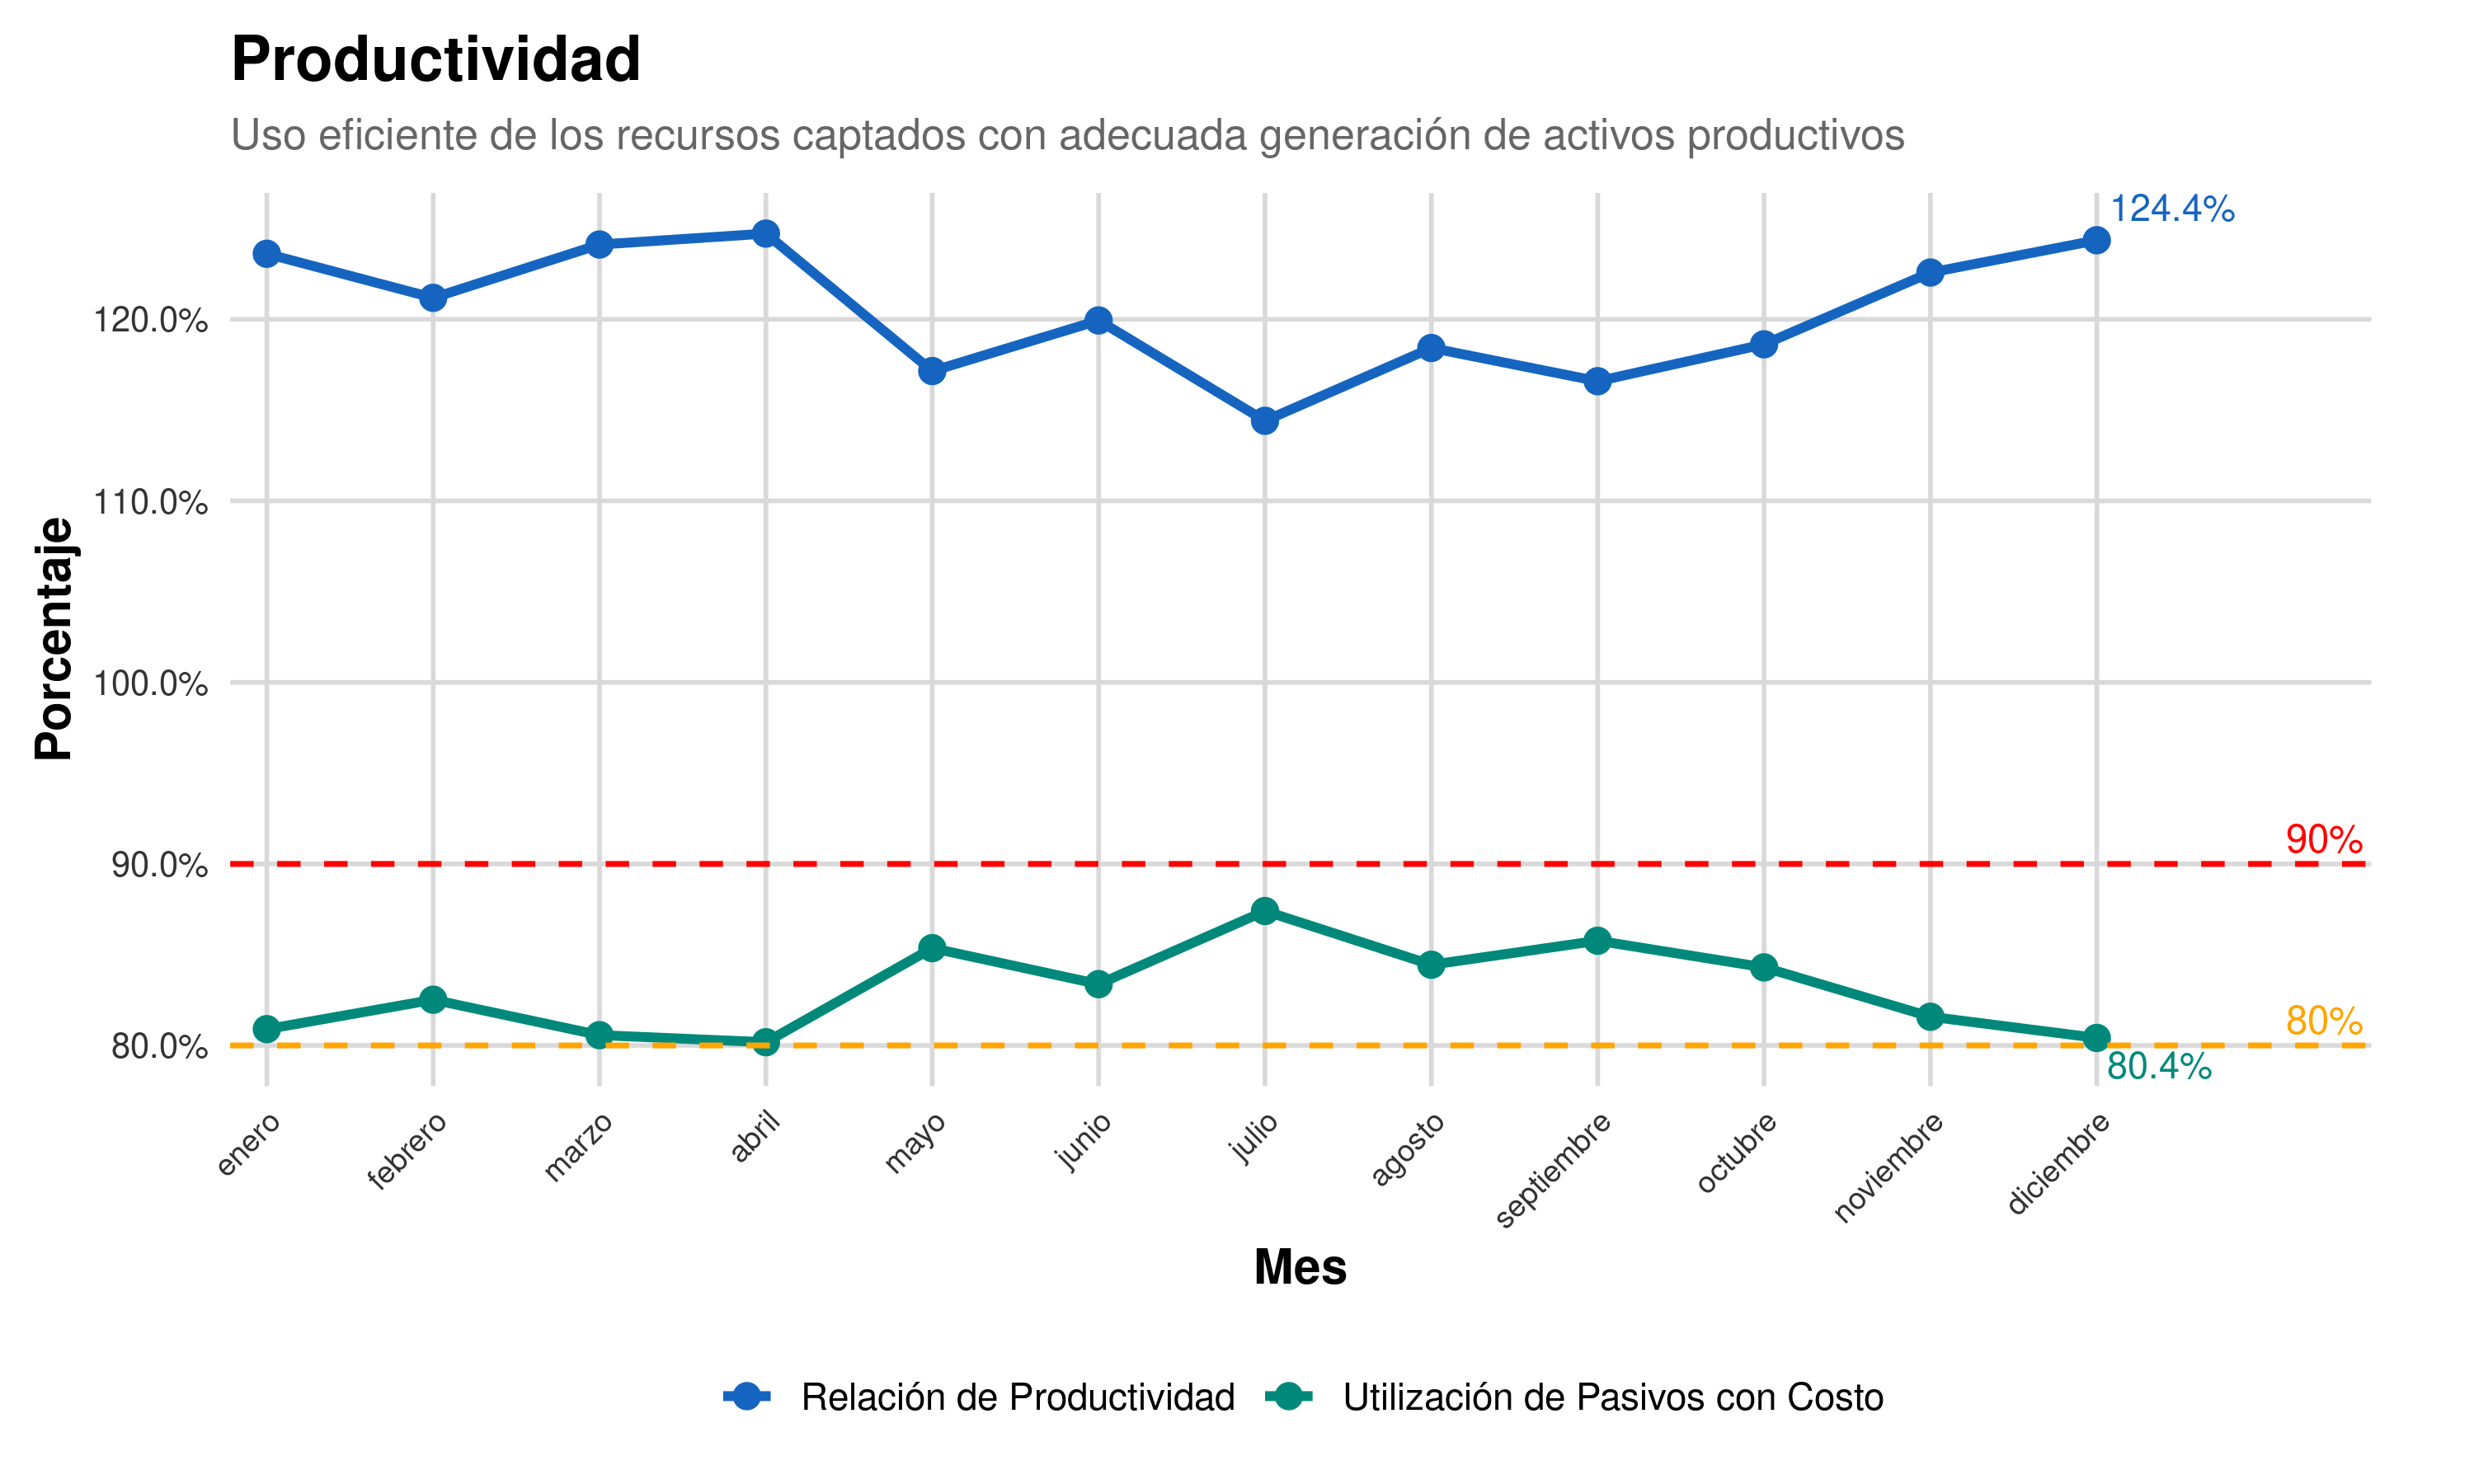 Productividad
Uso eficiente de los recursos captados con adecuada generación de activos productivos
124.4%
120.0%
110.0%
100.0%
90%
90.0%
80%
80.0%
80.4%
Porcentaje
enero
febrero
marzo
abril
mayo
junio
julio
agosto
septiembre
octubre
noviembre
diciembre
Mes
Relación de Productividad
Utilización de Pasivos con Costo